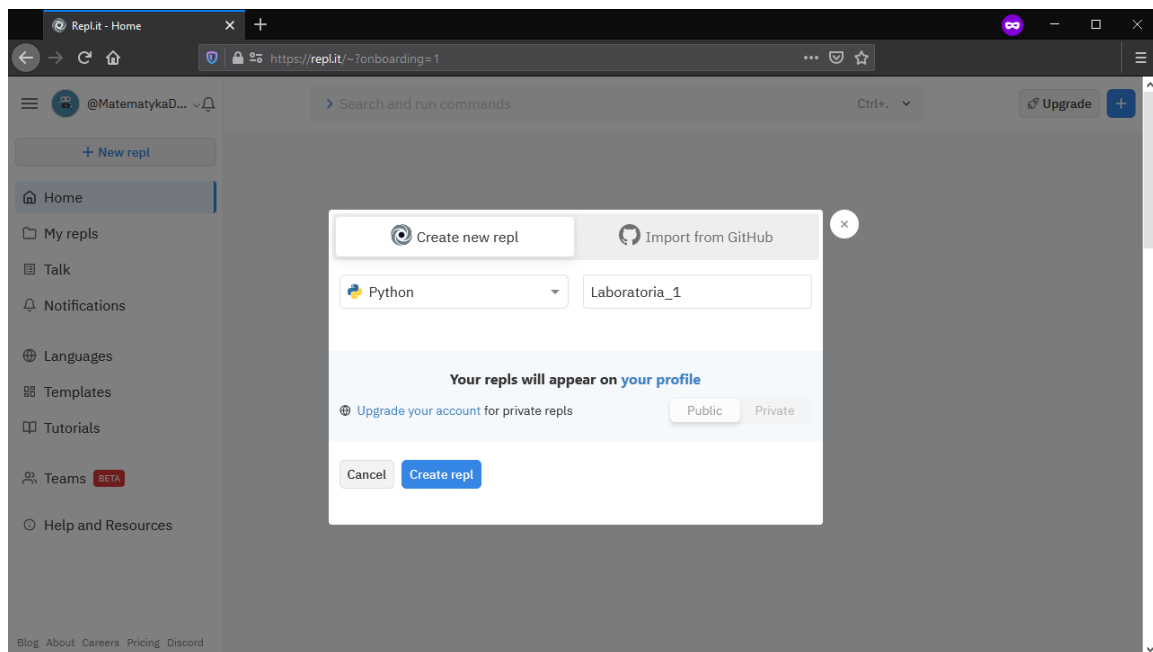 Repl.it - Home
https://repl.it/~?onboarding=1
@MatematykaD...
Search and run commands
Ctrl+.
Upgrade
+ New repl
Home
My repls
Talk
Notifications
Languages
Templates
Tutorials
Teams BETA
Help and Resources
Blog About Careers Pricing Discord
Create new repl
Import from GitHub
Python
Laboratoria_1
Your repls will appear on your profile
Upgrade your account for private repls
Public
Private
Cancel
Create repl